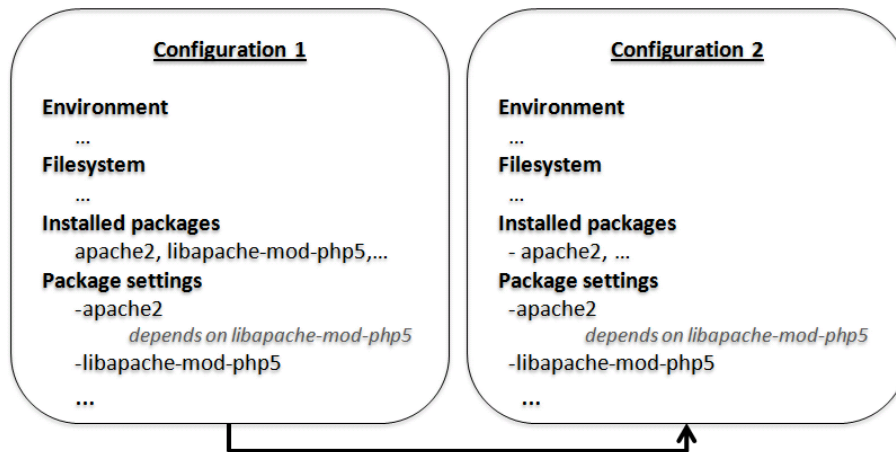 Configuration 1
Environment
...
Filesystem
...
Installed packages
apache2, libapache-mod-php5,...
Package settings
-apache2
depends on libapache-mod-php5
-libapache-mod-php5
...
Configuration 2
Environment
...
Filesystem
...
Installed packages
- apache2, ...
Package settings
-apache2
depends on libapache-mod-php5
-libapache-mod-php5
...